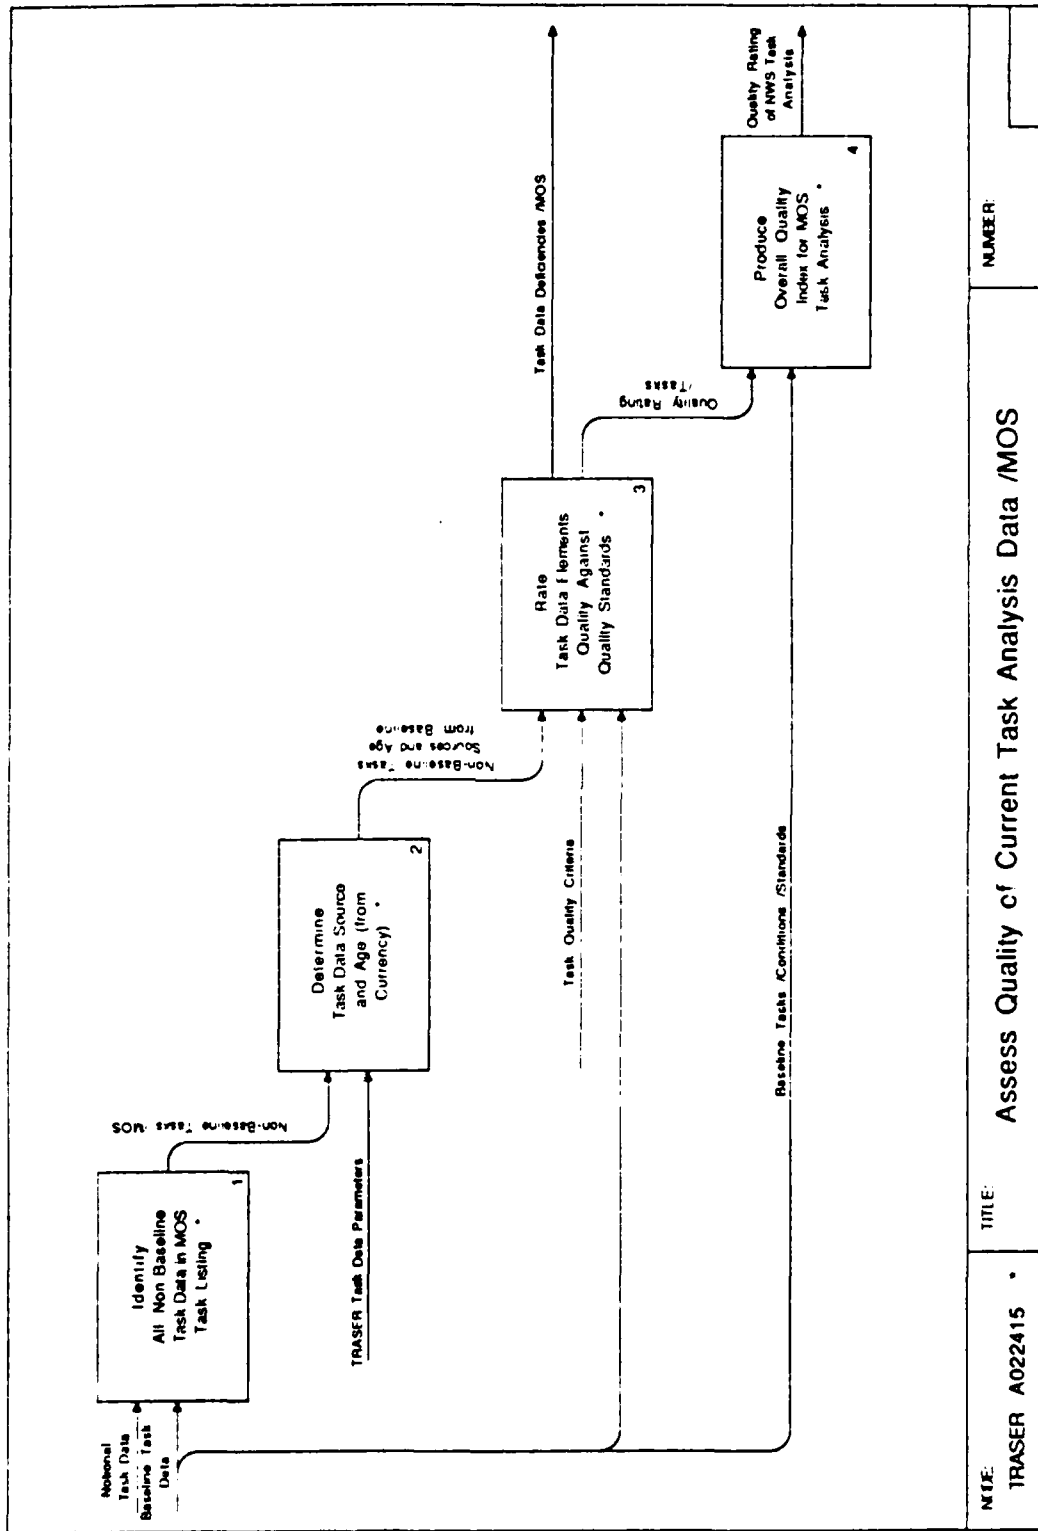 Notional
Task Data
Baseline Task
Data
Identify
All Non Baseline
Task Data in MOS
Task Listing *
1
Non-Baseline Tasks /MOS
TRASER Task Data Parameters
Determine
Task Data Source
and Age (from
Currency) *
2
Non-Baseline Tasks
Sources and Age
from Baseline
Task Quality Criteria
Rate
Task Data Elements
Quality Against
Quality Standards *
3
Task Data Deficiencies /MOS
Quality Rating
/Tasks
Baseline Tasks /Conditions /Standards
Produce
Overall Quality
Index for MOS
Task Analysis *
4
Quality Rating
of NWS Task
Analysis
NODE:
TRASER A022415 *
TITLE:
Assess Quality of Current Task Analysis Data /MOS
NUMBER: